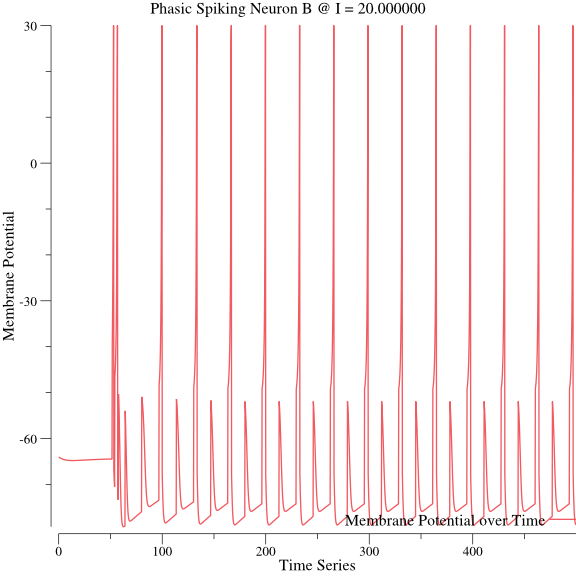 Phasic Spiking Neuron B @ I = 20.000000
30
0
-30
-60
Membrane Potential
Membrane Potential over Time
0 100 200 300 400
Time Series